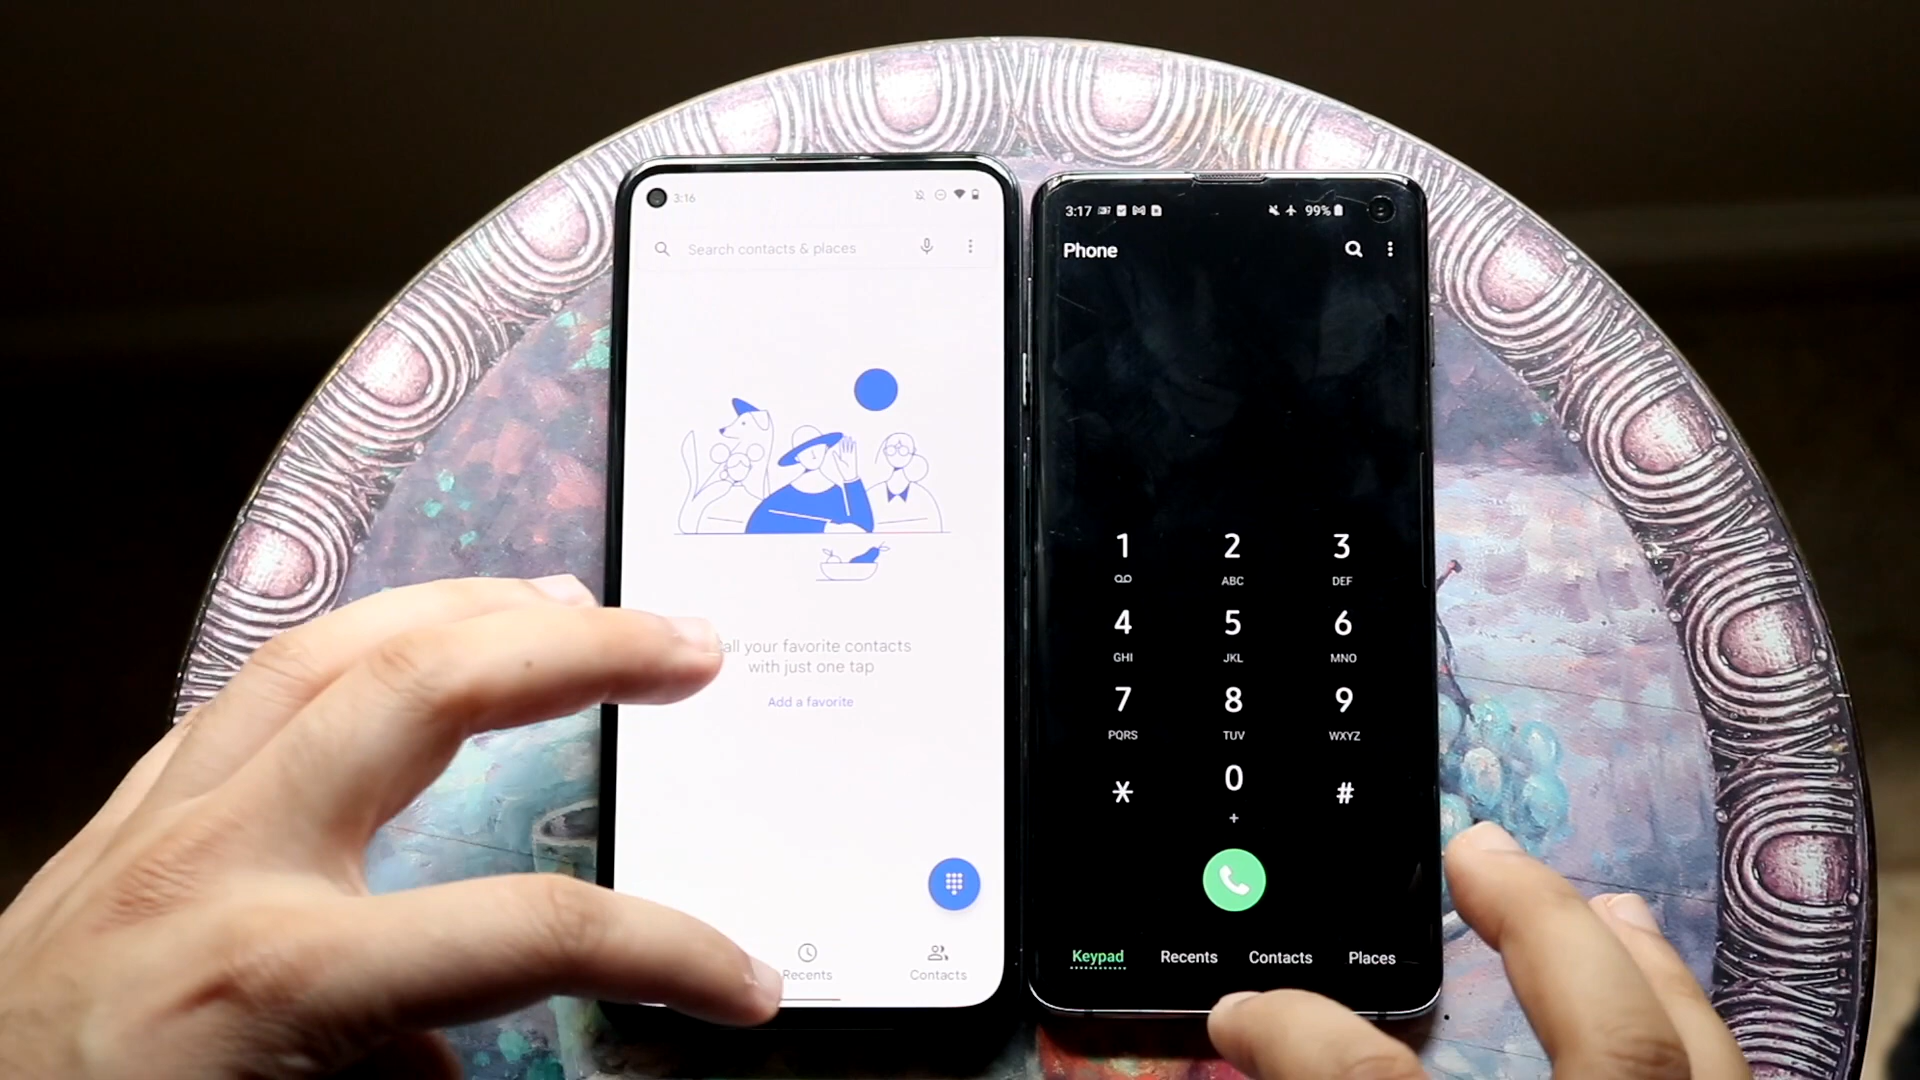 3:16
Search contacts & places
all your favorite contacts
with just one tap
Add a favorite
Recents
Contacts
3:17
99%
Phone
1
2 ABC
3 DEF
4 GHI
5 JKL
6 MNO
7 PQRS
8 TUV
9 WXYZ
*
0 +
#
Keypad Recents Contacts Places